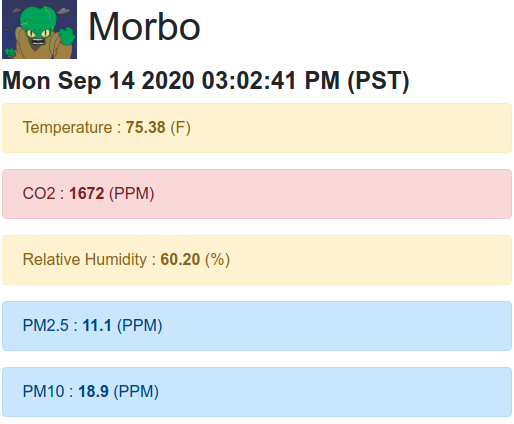 Morbo
Mon Sep 14 2020 03:02:41 PM (PST)
Temperature : 75.38 (F)
CO2 : 1672 (PPM)
Relative Humidity : 60.20 (%)
PM2.5 : 11.1 (PPM)
PM10 : 18.9 (PPM)